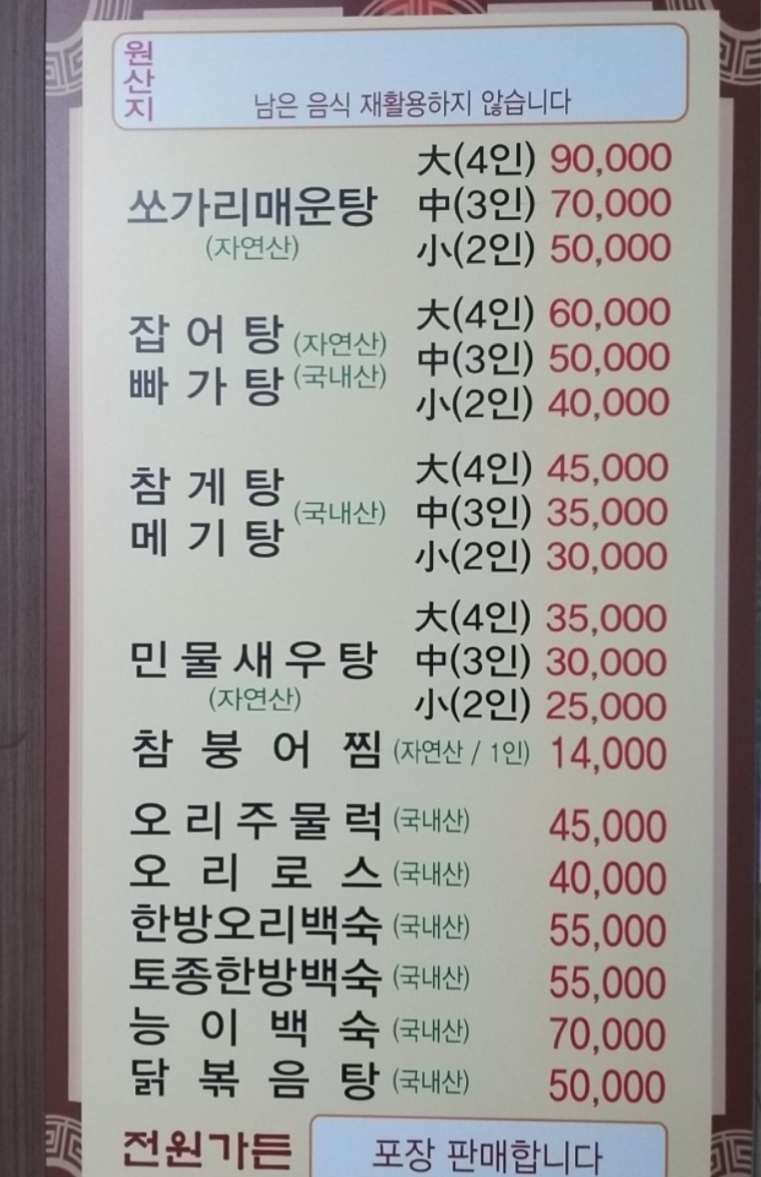 원산지
남은 음식 재활용하지 않습니다
大(4인) 90,000
쏘가리매운탕 中(3인) 70,000
(자연산) 小(2인) 50,000
大(4인) 60,000
잡어탕 (자연산)
中(3인) 50,000
빠가탕 (국내산)
小(2인) 40,000
大(4인) 45,000
참게탕
(국내산) 中(3인) 35,000
메기탕
小(2인) 30,000
大(4인) 35,000
민물새우탕 中(3인) 30,000
(자연산) 小(2인) 25,000
참붕어찜 (자연산 / 1인) 14,000
오리주물럭 (국내산) 45,000
오리로스 (국내산) 40,000
한방오리백숙 (국내산) 55,000
토종한방백숙 (국내산) 55,000
능이백숙 (국내산) 70,000
닭볶음탕 (국내산) 50,000
전원가든 포장 판매합니다